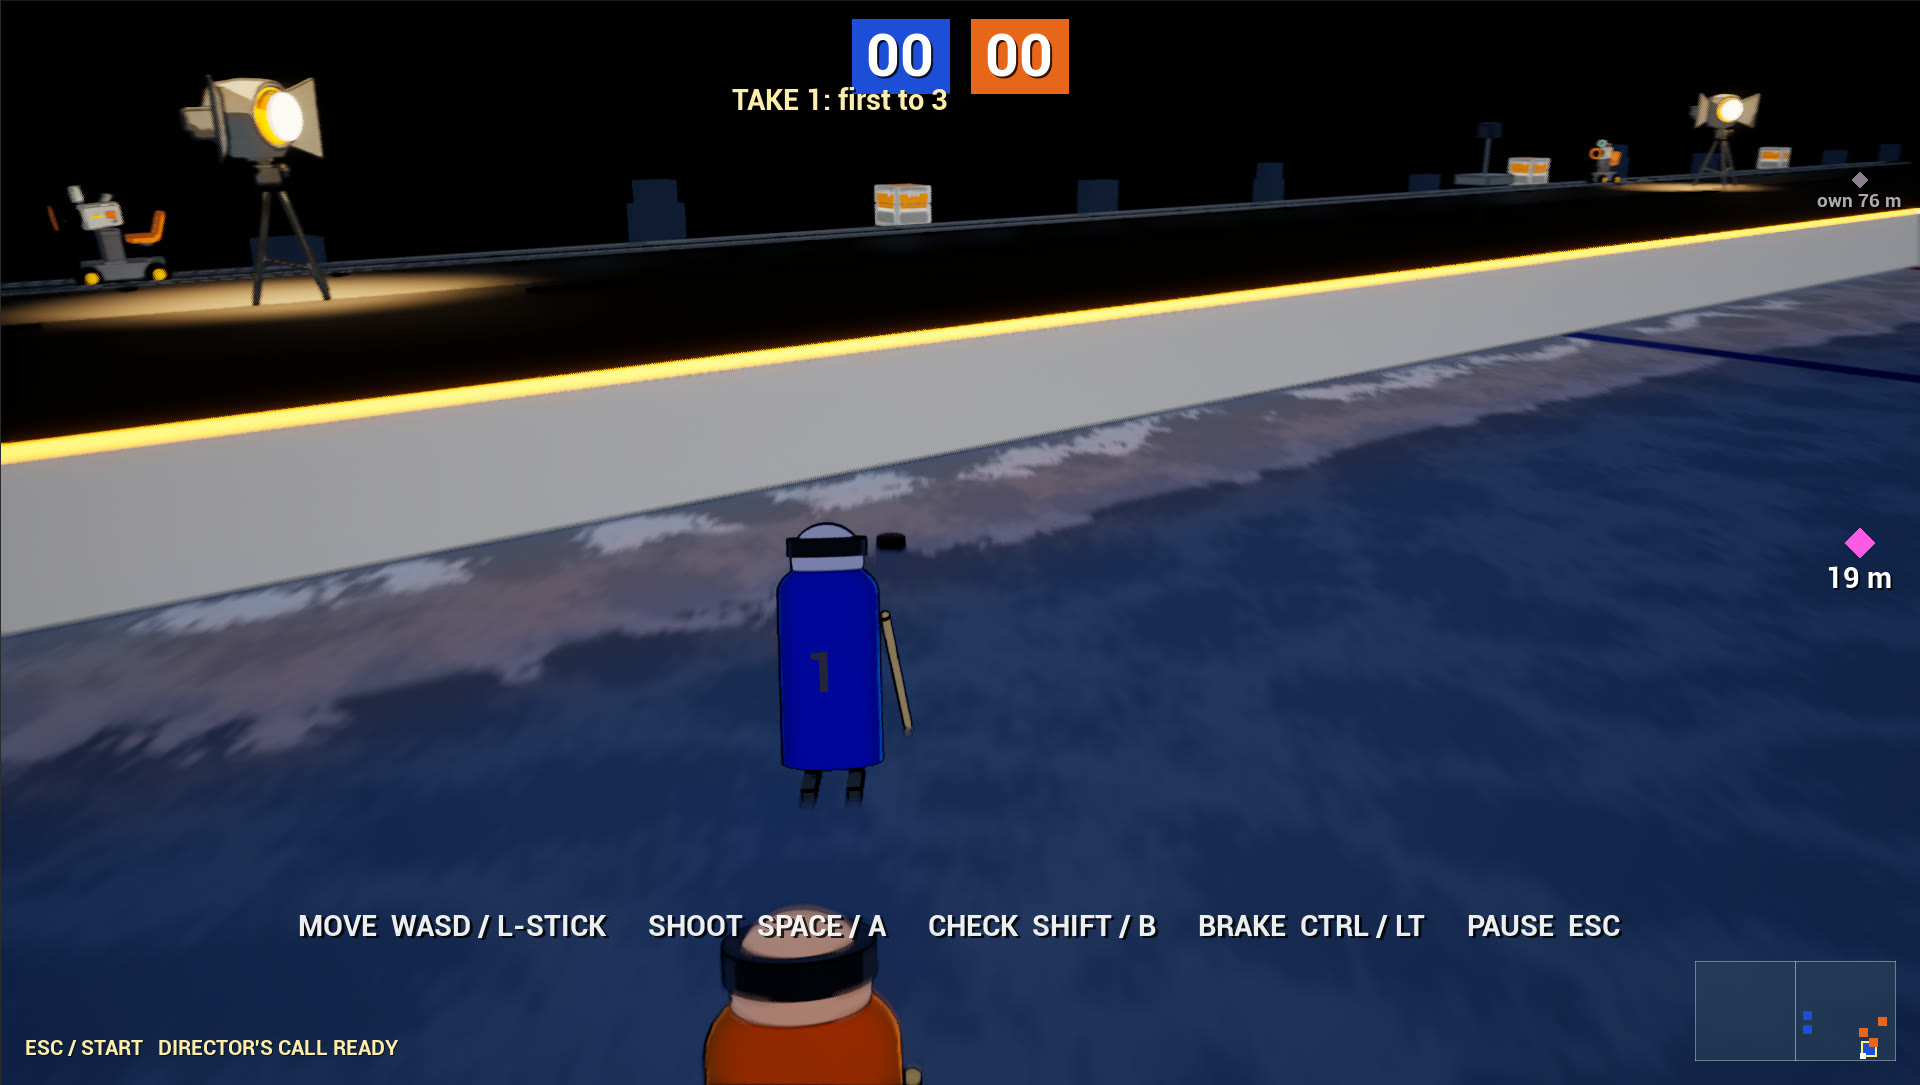 00 00
TAKE 1: first to 3
own 76 m
19 m
1
MOVE WASD / L-STICK SHOOT SPACE / A CHECK SHIFT / B BRAKE CTRL / LT PAUSE ESC
ESC / START DIRECTOR'S CALL READY